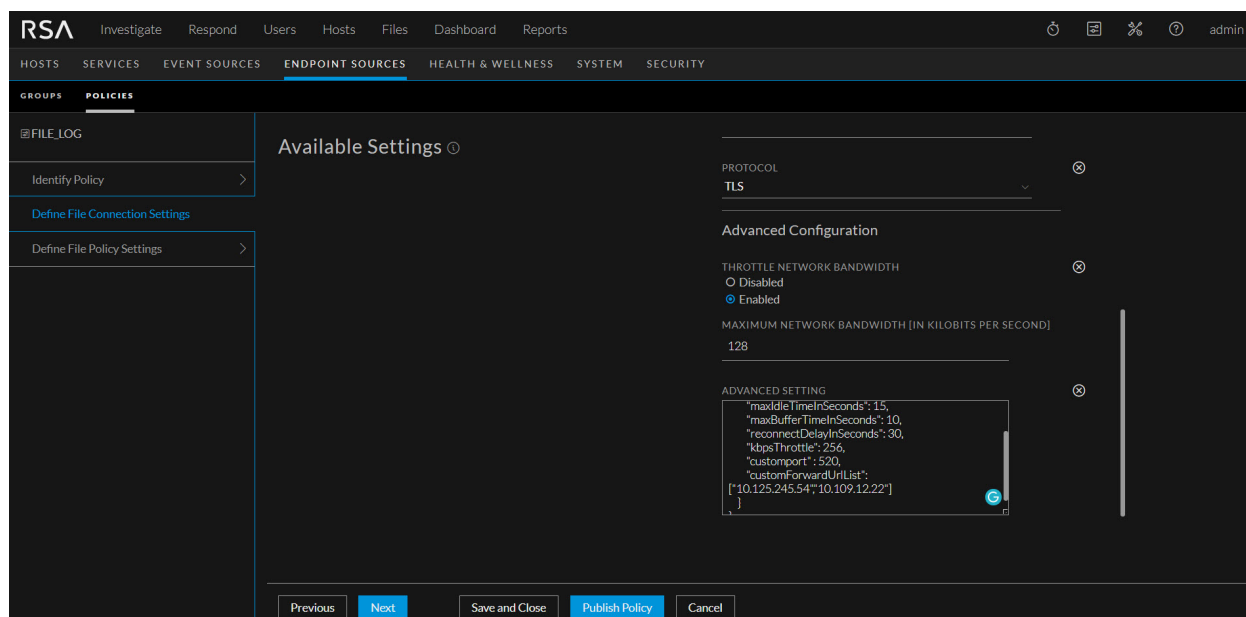 RSA Investigate Respond Users Hosts Files Dashboard Reports admin
HOSTS SERVICES EVENT SOURCES ENDPOINT SOURCES HEALTH & WELLNESS SYSTEM SECURITY
GROUPS POLICIES
FILE_LOG
Identify Policy
Define File Connection Settings
Define File Policy Settings
Available Settings
PROTOCOL
TLS
Advanced Configuration
THROTTLE NETWORK BANDWIDTH
Disabled
Enabled
MAXIMUM NETWORK BANDWIDTH [IN KILOBITS PER SECOND]
128
ADVANCED SETTING
"maxIdleTimeInSeconds": 15,
"maxBufferTimeInSeconds": 10,
"reconnectDelayInSeconds": 30,
"kbpsThrottle": 256,
"customport" : 520,
"customForwardUrlList":
["10.125.245.54","10.109.12.22"]
}
Previous Next Save and Close Publish Policy Cancel